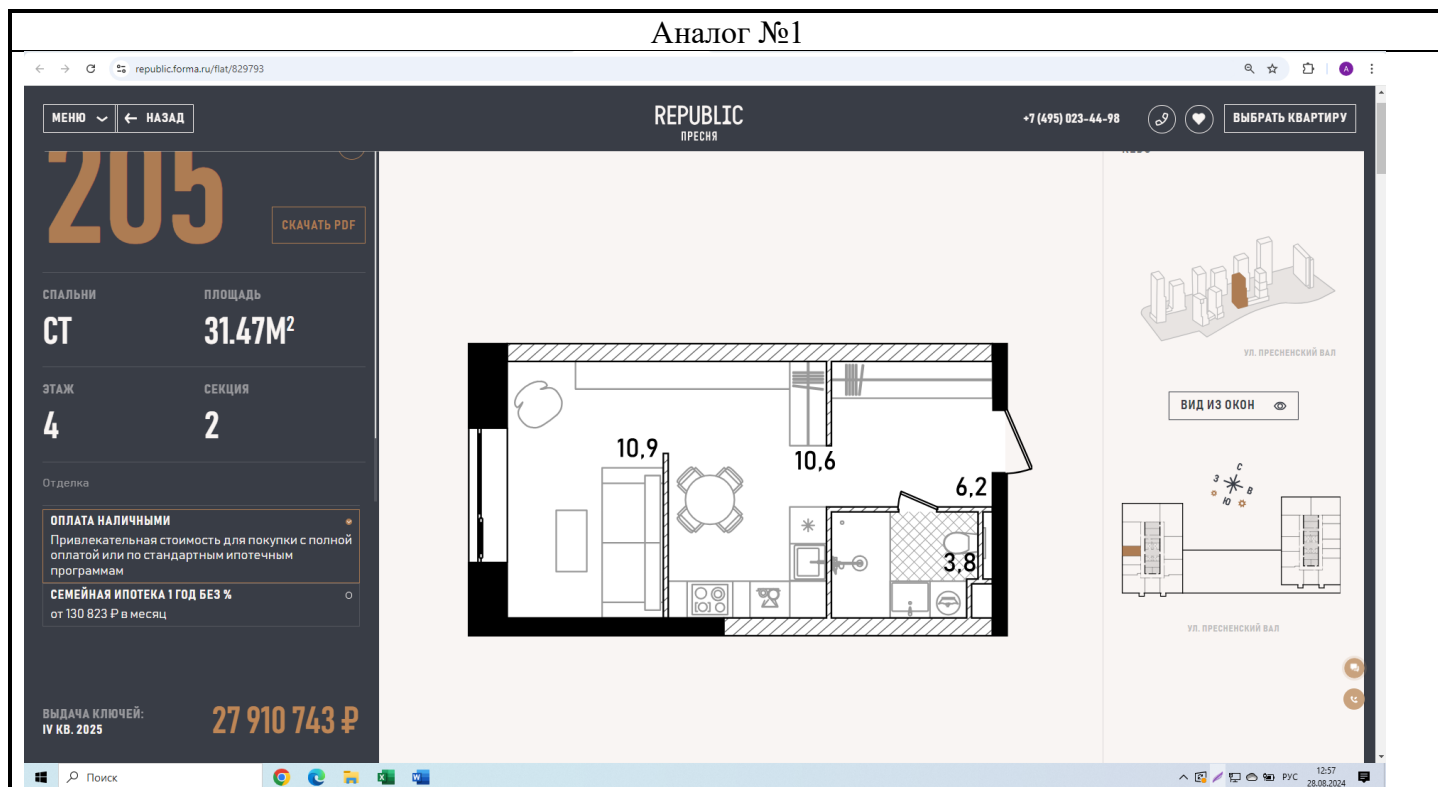 Аналог №1
republic.forma.ru/flat/829793
A
МЕНЮ
НАЗАД
REPUBLIC
ПРЕСНЯ
+7 (495) 023-44-98
ВЫБРАТЬ КВАРТИРУ
205
СКАЧАТЬ PDF
СПАЛЬНИ
ПЛОЩАДЬ
СТ
31.47М²
ЭТАЖ
СЕКЦИЯ
4
2
Отделка
ОПЛАТА НАЛИЧНЫМИ
Привлекательная стоимость для покупки с полной
оплатой или по стандартным ипотечным
программам
СЕМЕЙНАЯ ИПОТЕКА 1 ГОД БЕЗ %
от 130 823 ₽ в месяц
ВЫДАЧА КЛЮЧЕЙ:
IV КВ. 2025
27 910 743 ₽
10,9
10,6
6,2
3,8
УЛ. ПРЕСНЕНСКИЙ ВАЛ
ВИД ИЗ ОКОН
С
З
В
Ю
УЛ. ПРЕСНЕНСКИЙ ВАЛ
Поиск
РУС
12:57
28.08.2024